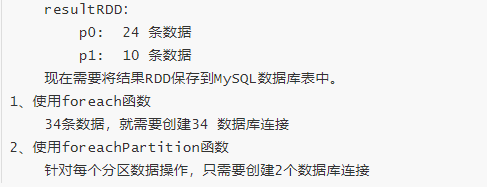 resultRDD:
p0: 24 条数据
p1: 10 条数据
现在需要将结果RDD保存到MySQL数据库表中。
1、使用foreach函数
34条数据，就需要创建34 数据库连接
2、使用foreachPartition函数
针对每个分区数据操作，只需要创建2个数据库连接